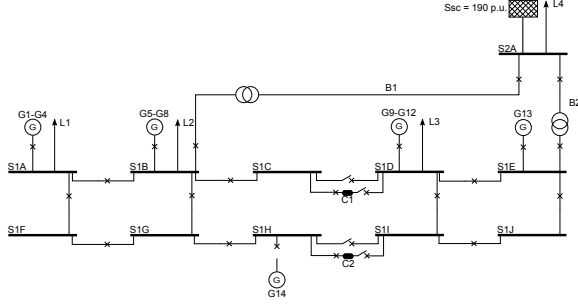 Ssc = 190 p.u.
L4
S2A
B1
B2
G1-G4
G
L1
G5-G8
G
L2
G9-G12
G
L3
G13
G
S1A
S1B
S1C
S1D
S1E
C1
S1F
S1G
S1H
S1I
S1J
C2
G
G14